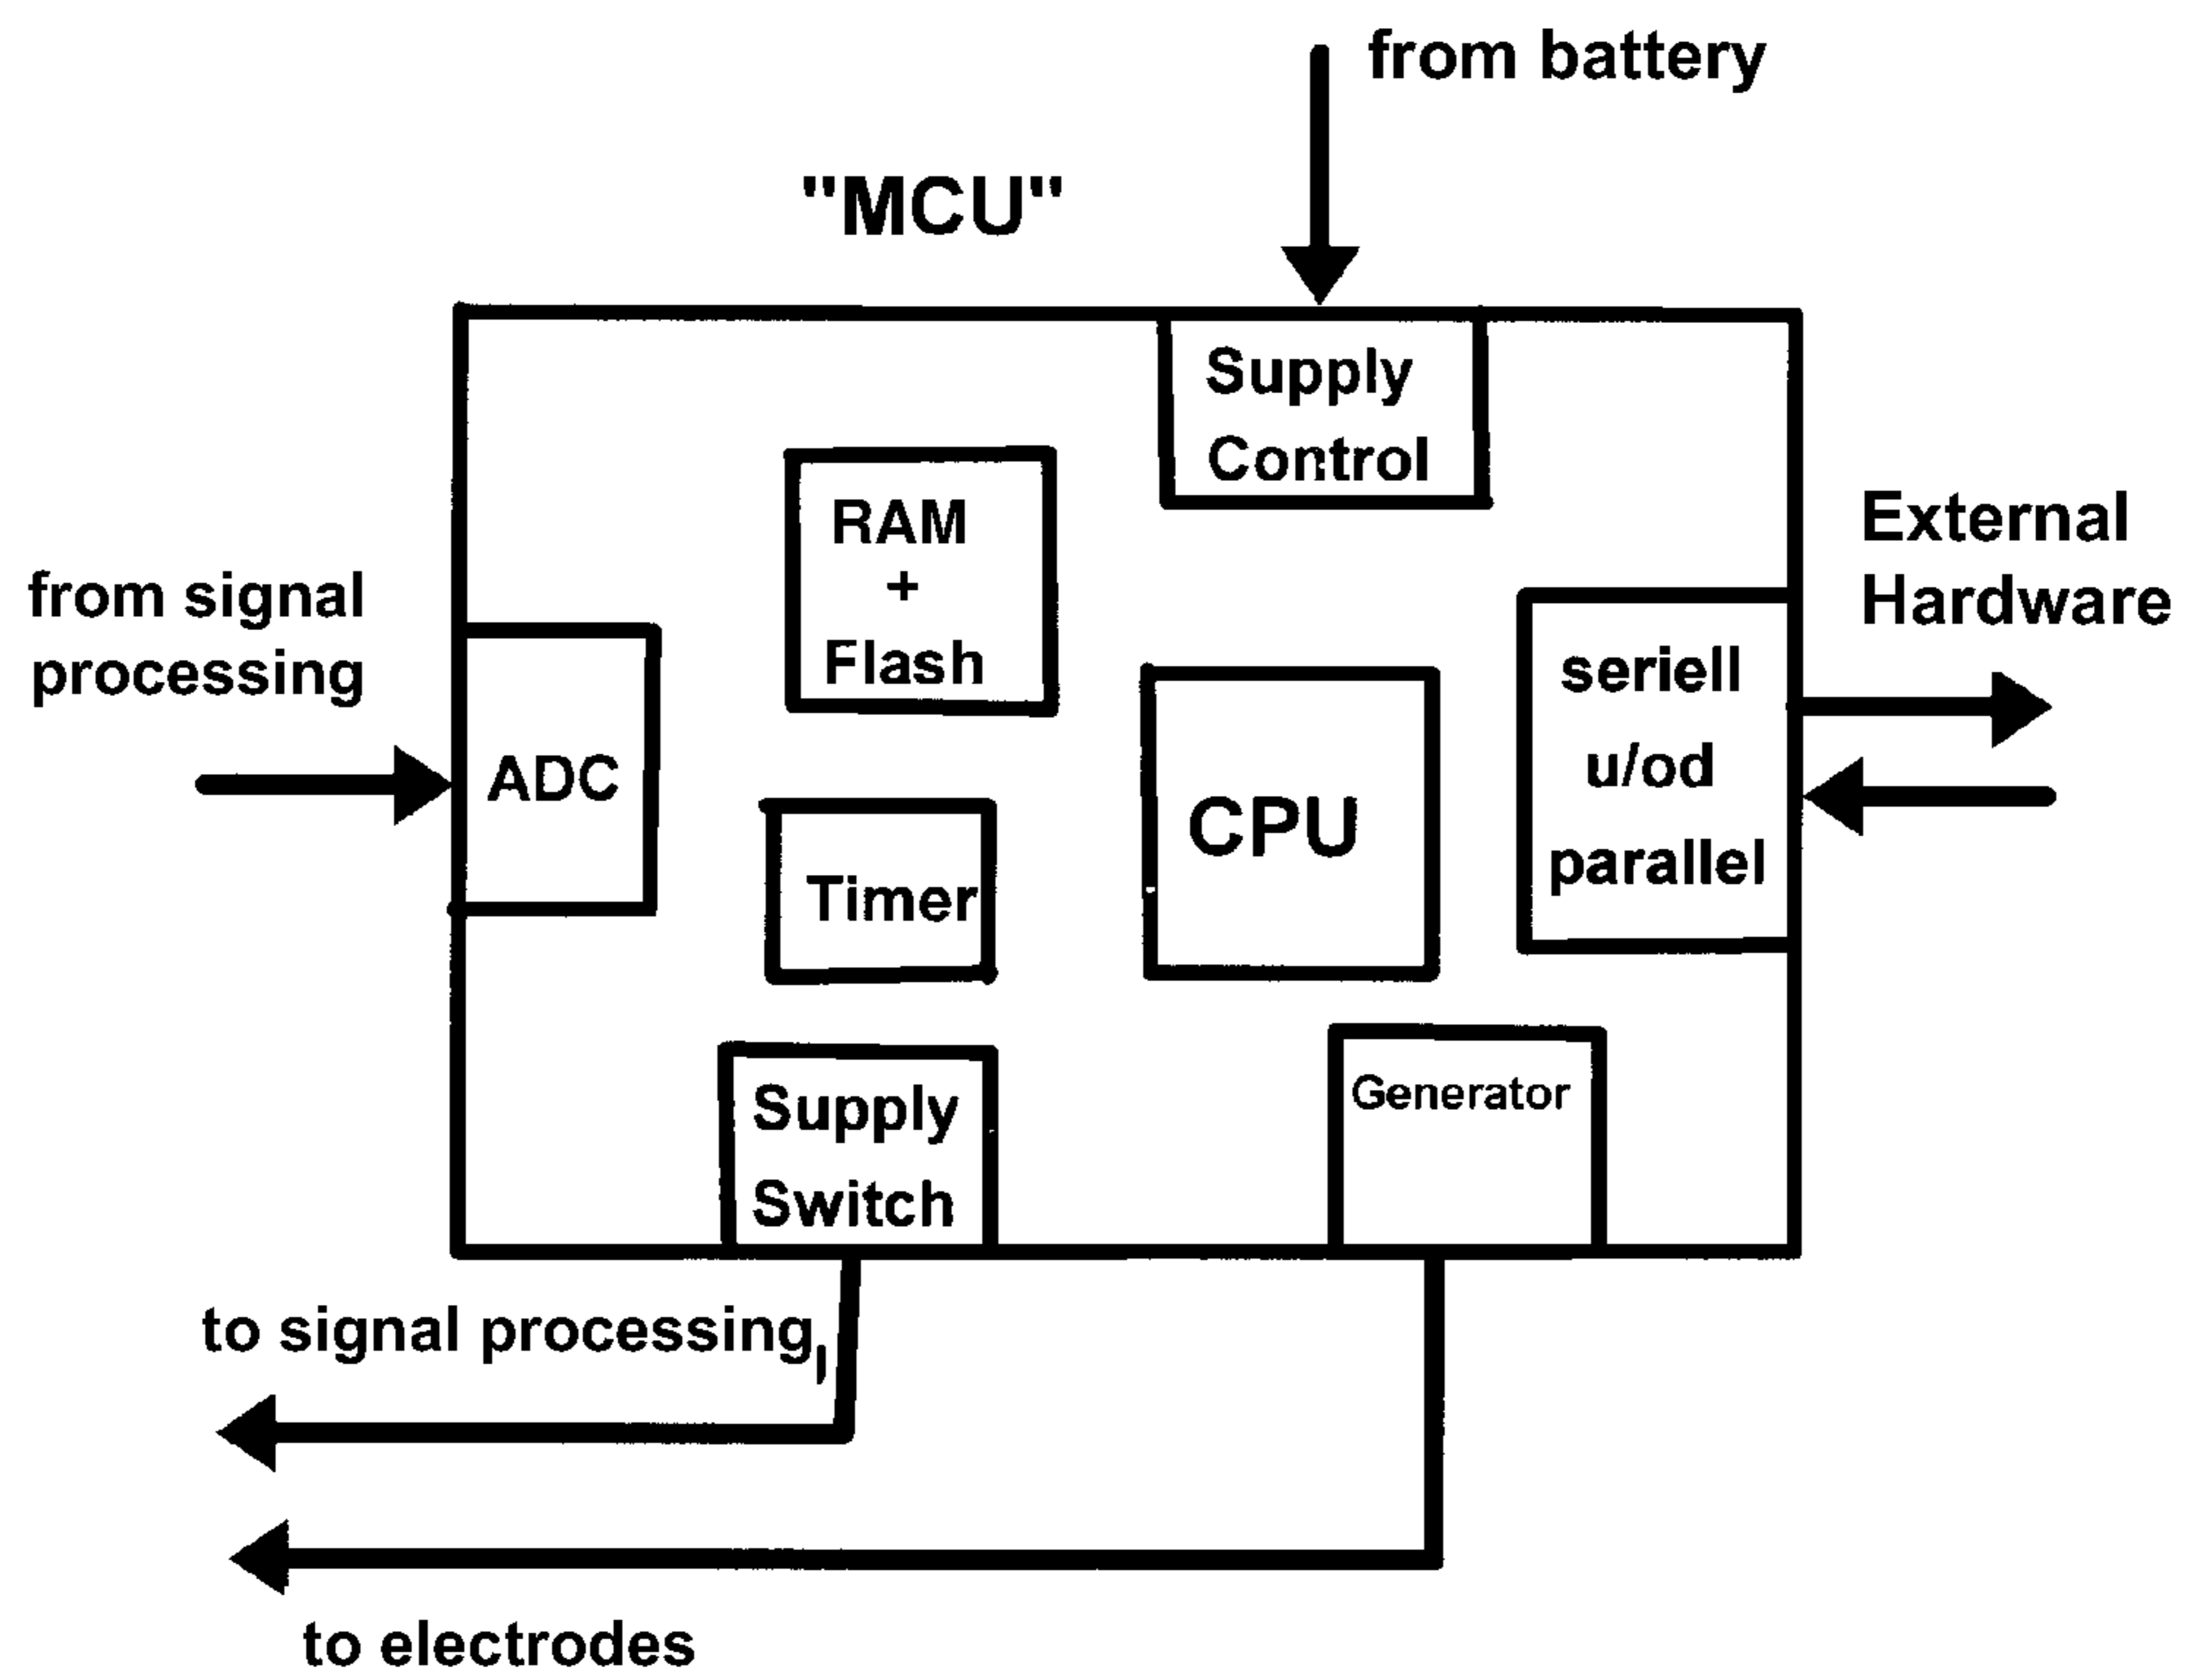 from battery
"MCU"
Supply
Control
RAM
+
Flash
External
Hardware
from signal
processing
seriell
u/od
parallel
ADC
CPU
Timer
Supply
Switch
Generator
to signal processing,
to electrodes